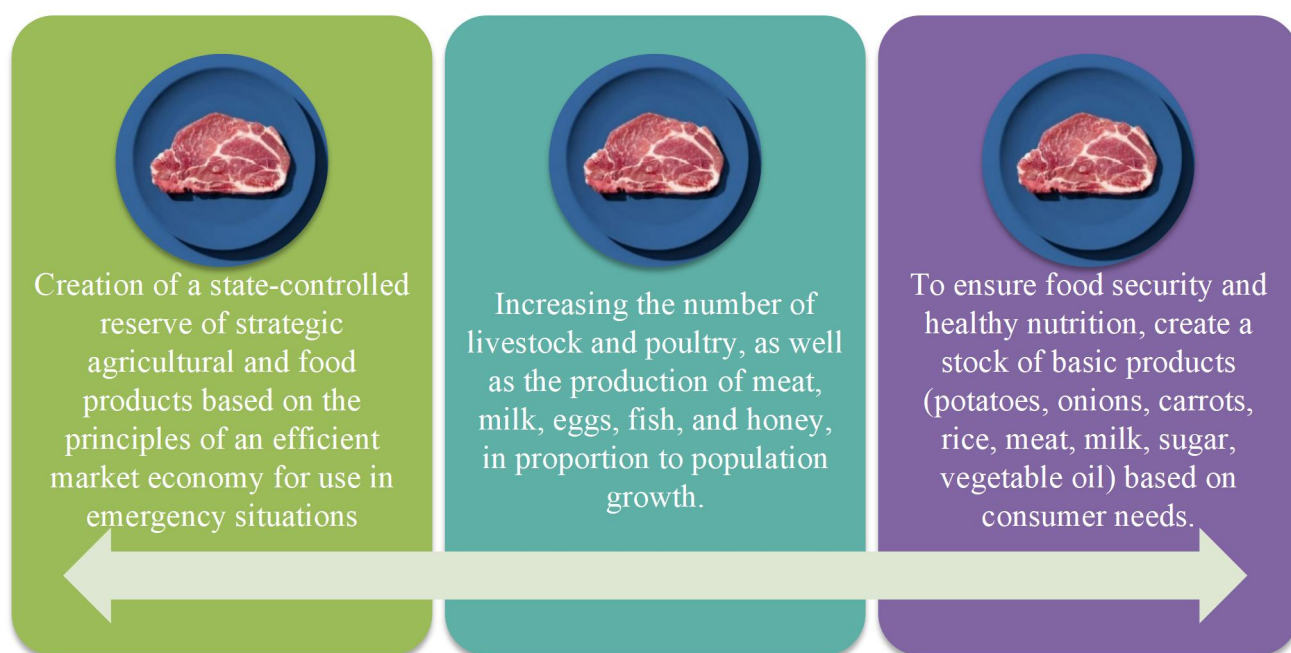 Creation of a state-controlled
reserve of strategic
agricultural and food
products based on the
principles of an efficient
market economy for use in
emergency situations
Increasing the number of
livestock and poultry, as well
as the production of meat,
milk, eggs, fish, and honey,
in proportion to population
growth.
To ensure food security and
healthy nutrition, create a
stock of basic products
(potatoes, onions, carrots,
rice, meat, milk, sugar,
vegetable oil) based on
consumer needs.